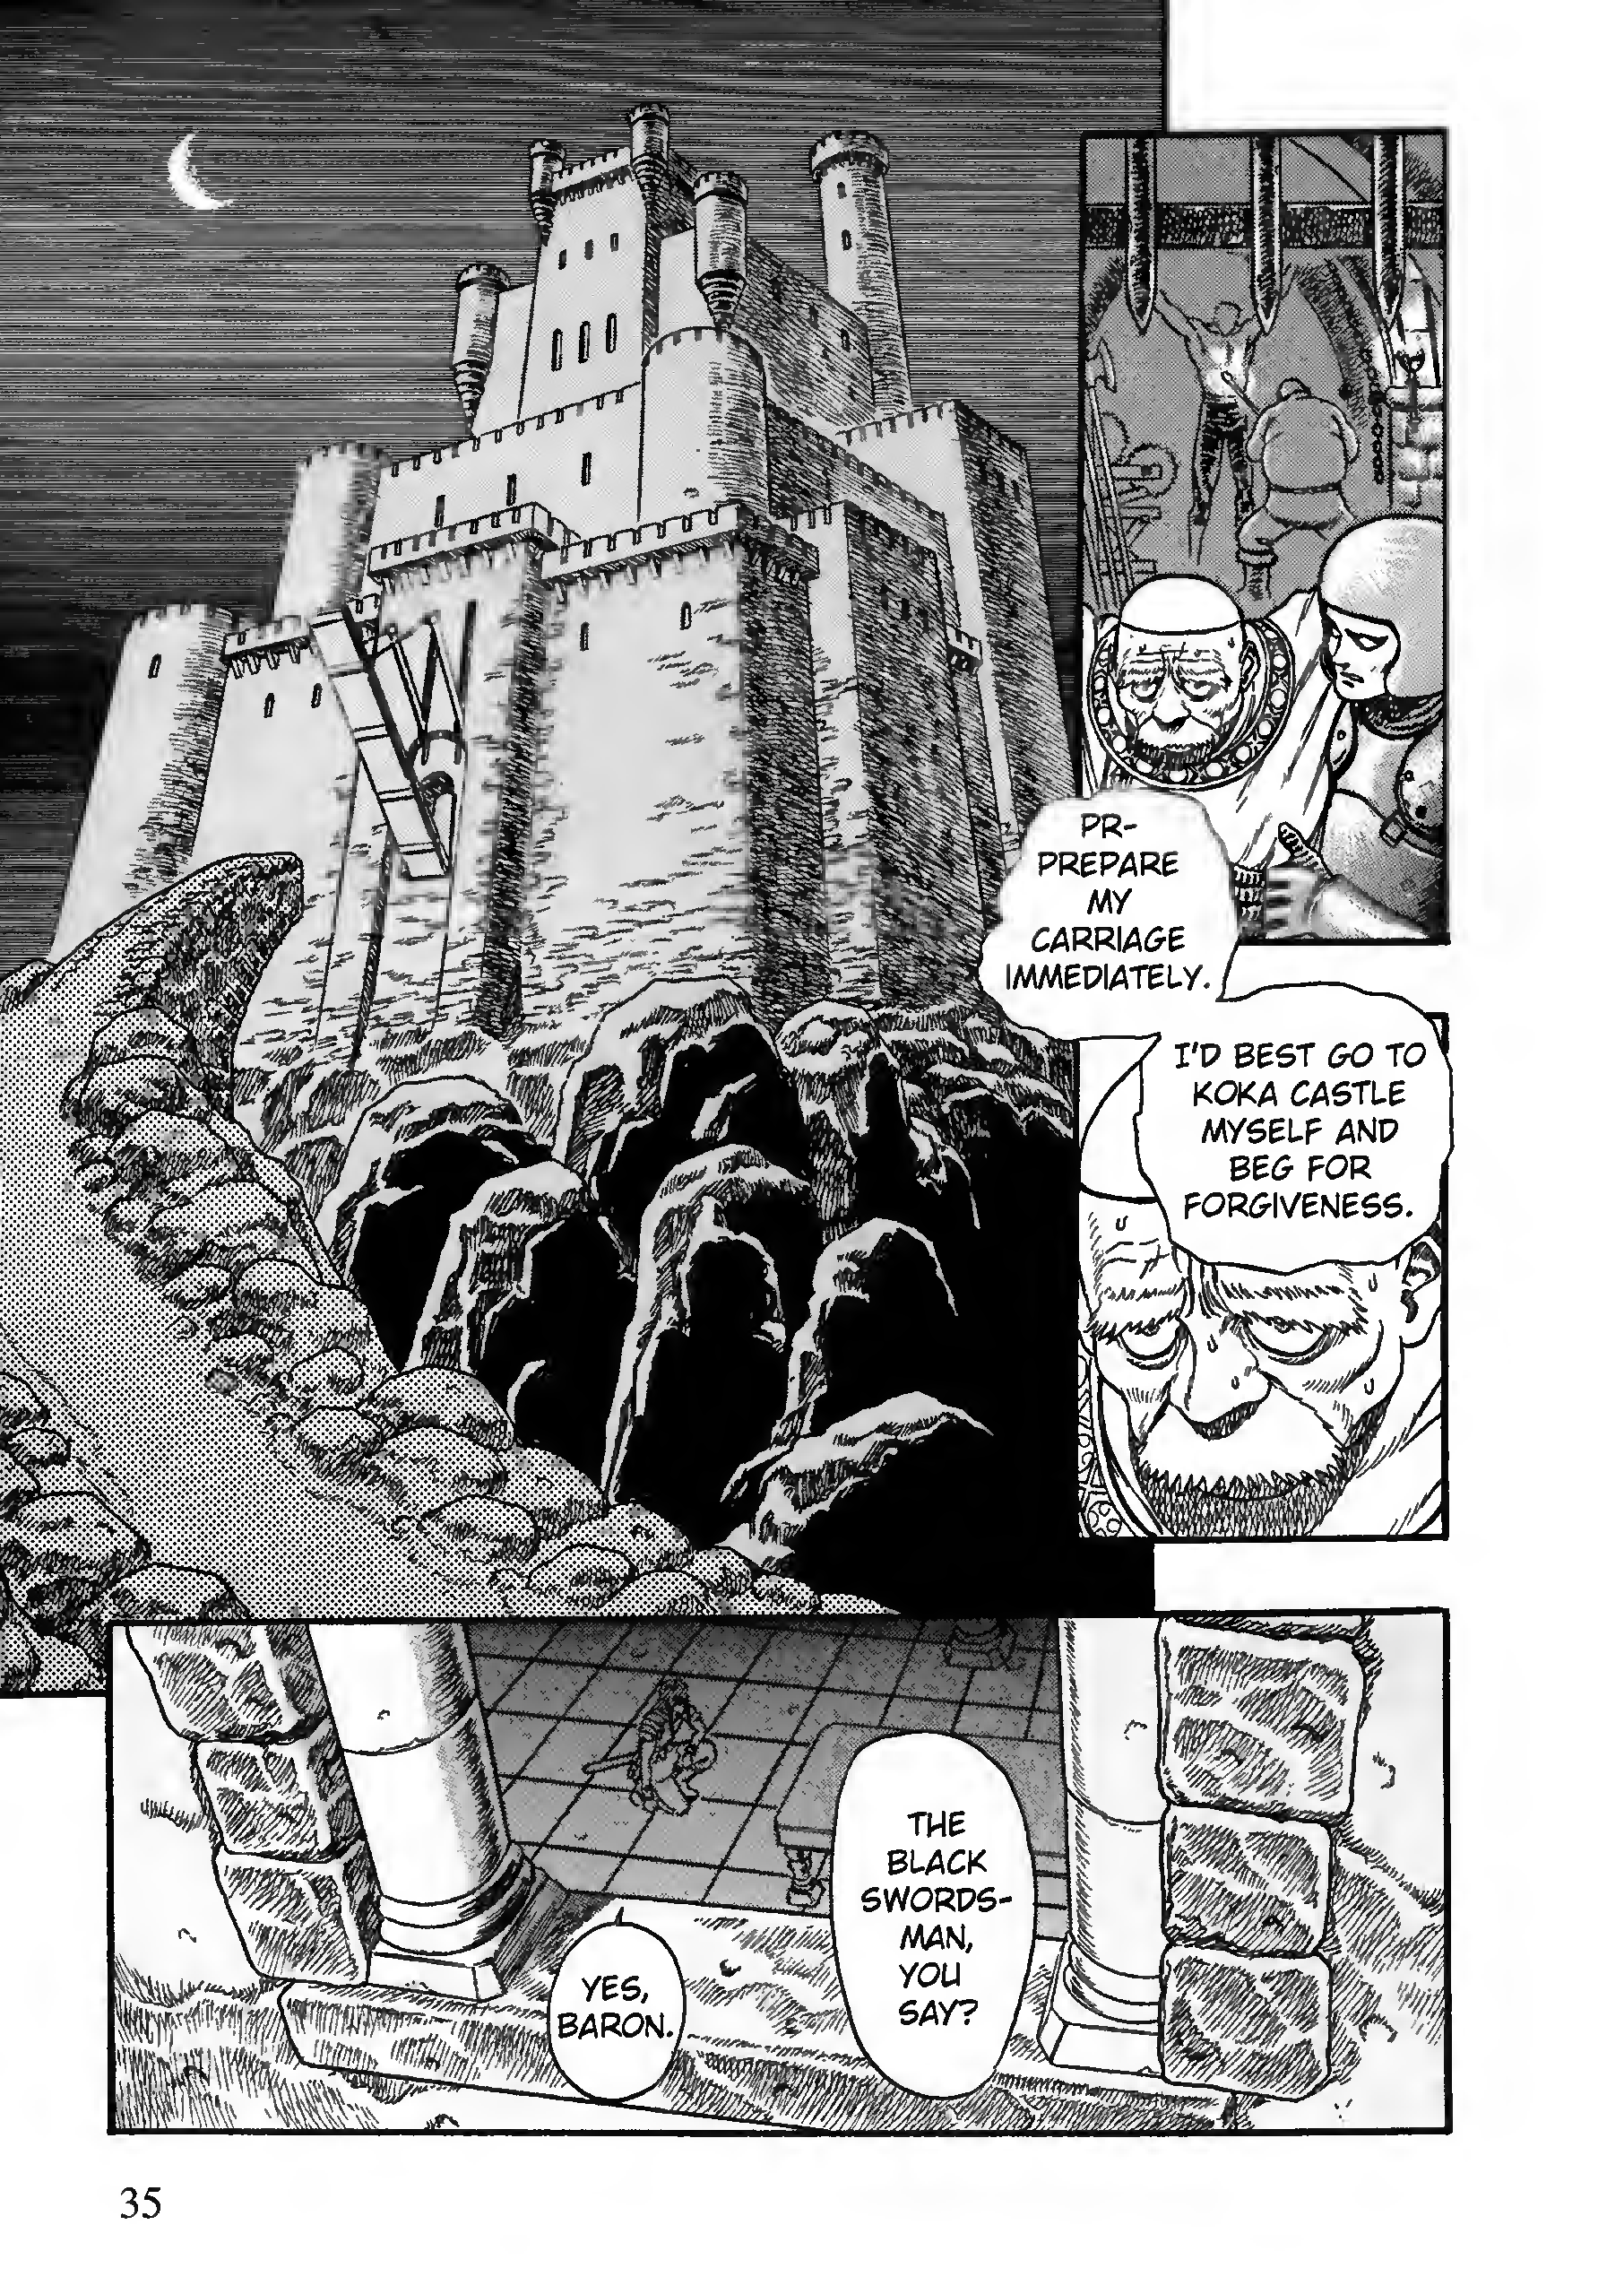 PR-
PREPARE
MY
CARRIAGE
IMMEDIATELY.
I'D BEST GO TO
KOKA CASTLE
MYSELF AND
BEG FOR
FORGIVENESS.
THE
BLACK
SWORDS-
MAN,
YOU
SAY?
YES,
BARON.
35